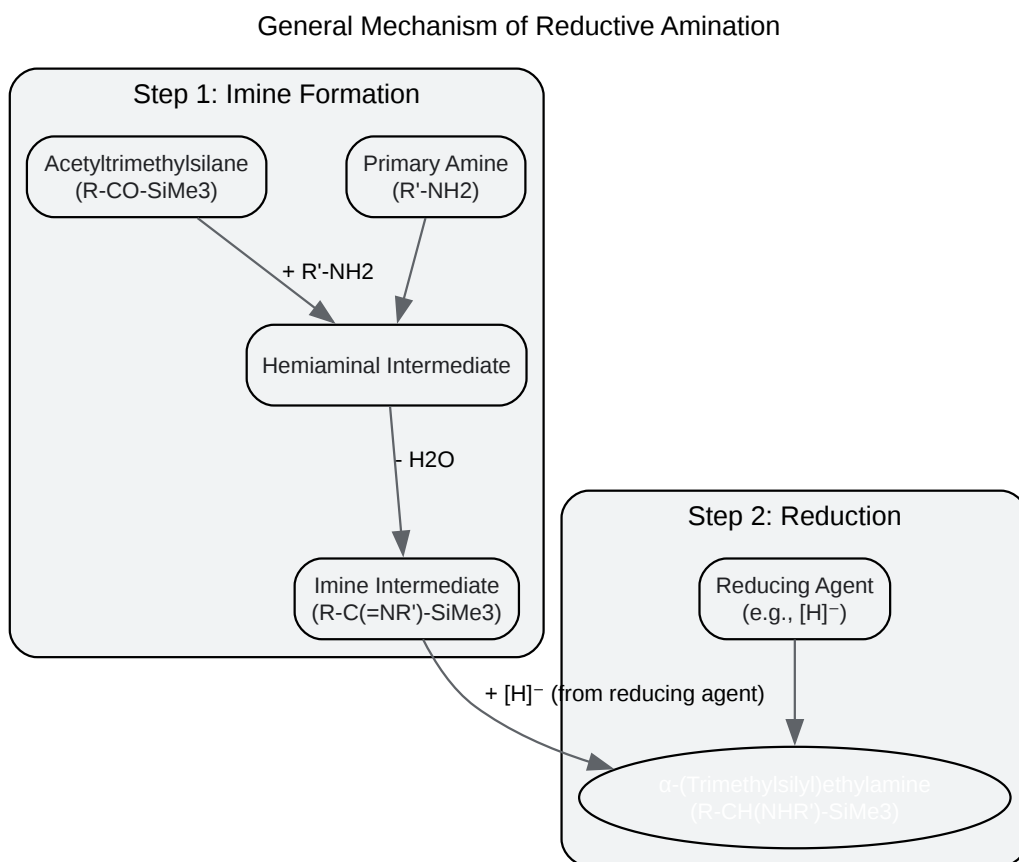 General Mechanism of Reductive Amination
Step 1: Imine Formation
Acetyltrimethylsilane
(R-CO-SiMe3)
Primary Amine
(R'-NH2)
+ R'-NH2
Hemiaminal Intermediate
- H2O
Imine Intermediate
(R-C(=NR')-SiMe3)
Step 2: Reduction
Reducing Agent
(e.g., [H]⁻)
+ [H]⁻ (from reducing agent)
α-(Trimethylsilyl)ethylamine
(R-CH(NHR')-SiMe3)